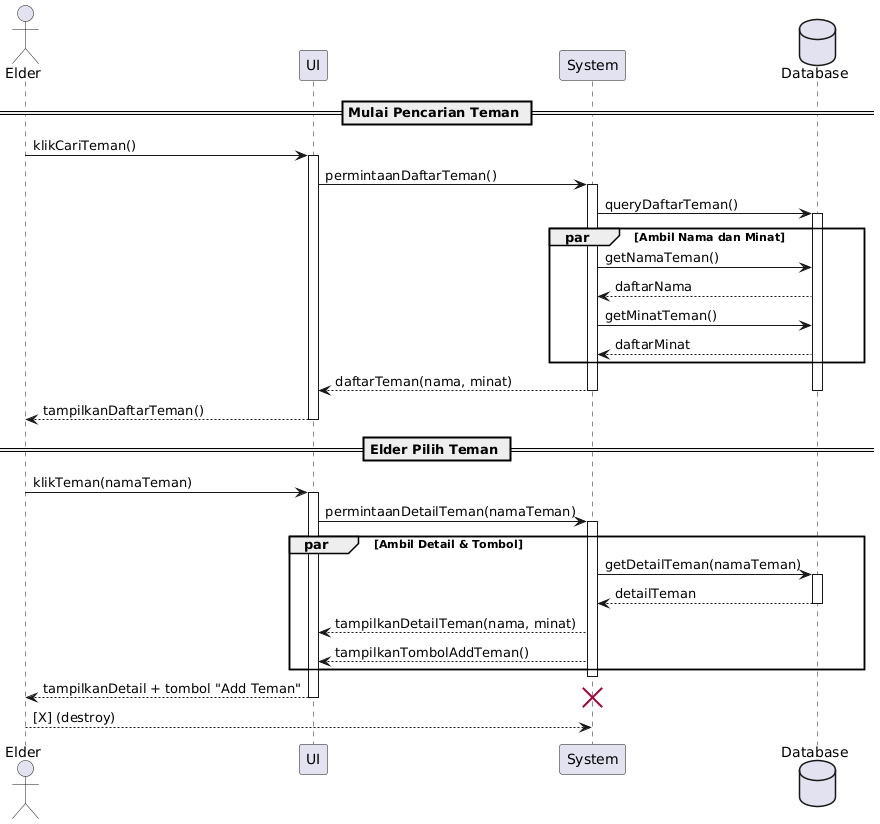 Elder
UI
System
Database
Mulai Pencarian Teman
klikCariTeman()
permintaanDaftarTeman()
queryDaftarTeman()
par [Ambil Nama dan Minat]
getNamaTeman()
daftarNama
getMinatTeman()
daftarMinat
daftarTeman(nama, minat)
tampilkanDaftarTeman()
Elder Pilih Teman
klikTeman(namaTeman)
permintaanDetailTeman(namaTeman)
par [Ambil Detail & Tombol]
getDetailTeman(namaTeman)
detailTeman
tampilkanDetailTeman(nama, minat)
tampilkanTombolAddTeman()
tampilkanDetail + tombol "Add Teman"
[X] (destroy)
Elder
UI
System
Database